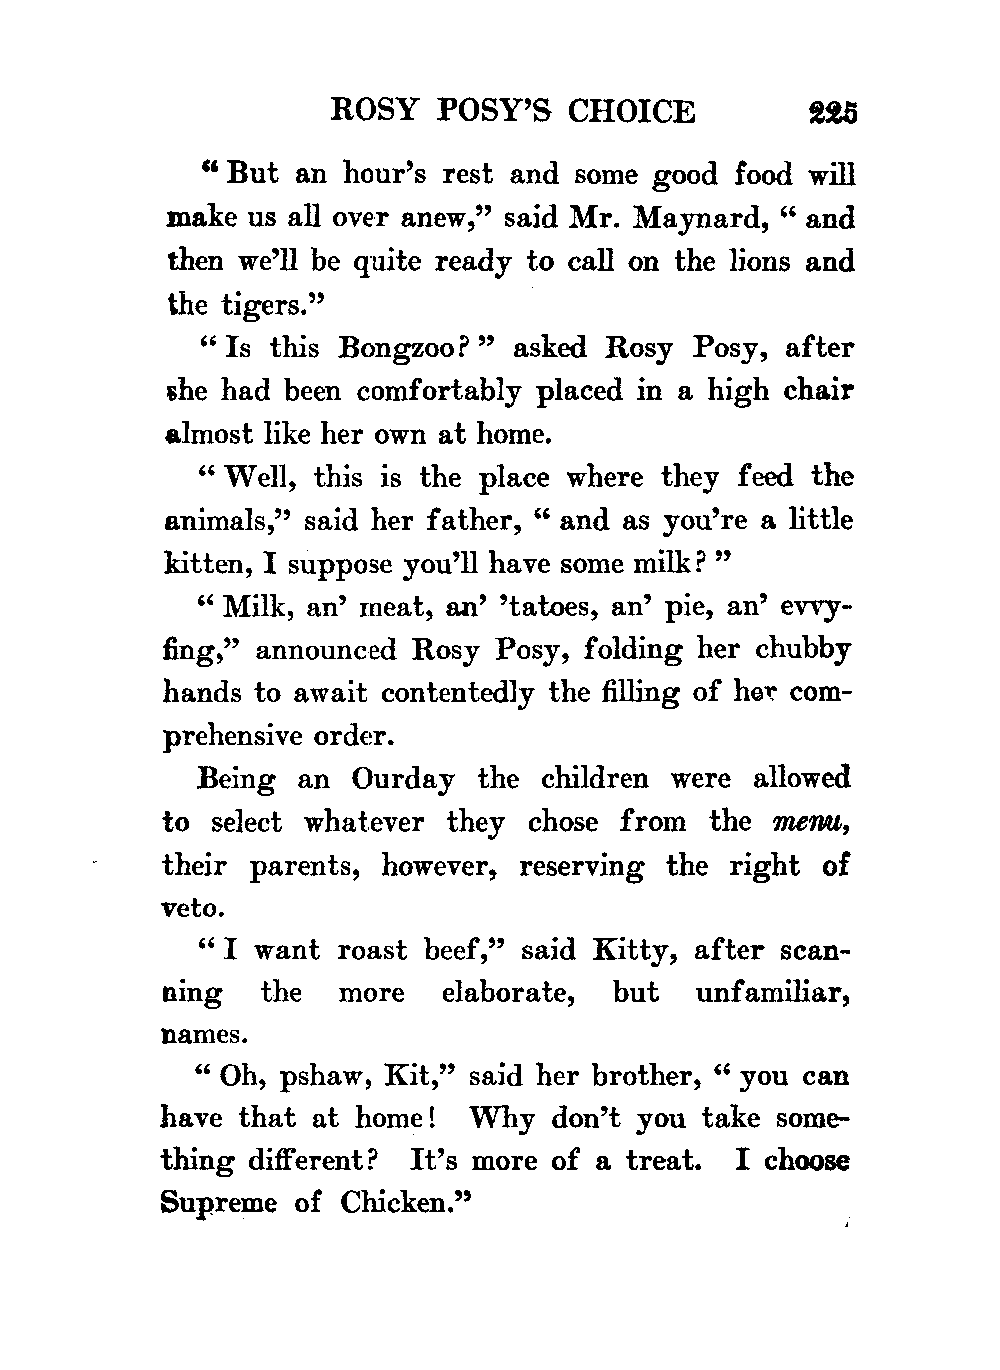 ROSY POSY’S CHOICE 225
“ But an hour’s rest and some good food will
make us all over anew,” said Mr. Maynard, “ and
then we’ll be quite ready to call on the lions and
the tigers.”
“ Is this Bongzoo? ” asked Rosy Posy, after
she had been comfortably placed in a high chair
almost like her own at home.
“ Well, this is the place where they feed the
animals,” said her father, “ and as you’re a little
kitten, I suppose you’ll have some milk? ”
“ Milk, an’ meat, an’ ’tatoes, an’ pie, an’ evvy-
fing,” announced Rosy Posy, folding her chubby
hands to await contentedly the filling of her com-
prehensive order.
Being an Ourday the children were allowed
to select whatever they chose from the menu,
their parents, however, reserving the right of
veto.
“ I want roast beef,” said Kitty, after scan-
ning the more elaborate, but unfamiliar,
names.
“ Oh, pshaw, Kit,” said her brother, “ you can
have that at home! Why don’t you take some-
thing different? It’s more of a treat. I choose
Supreme of Chicken.”